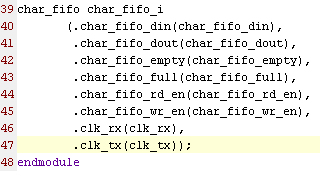 39 char_fifo char_fifo_i
40 (.char_fifo_din(char_fifo_din),
41 .char_fifo_dout(char_fifo_dout),
42 .char_fifo_empty(char_fifo_empty),
43 .char_fifo_full(char_fifo_full),
44 .char_fifo_rd_en(char_fifo_rd_en),
45 .char_fifo_wr_en(char_fifo_wr_en),
46 .clk_rx(clk_rx),
47 .clk_tx(clk_tx));
48 endmodule